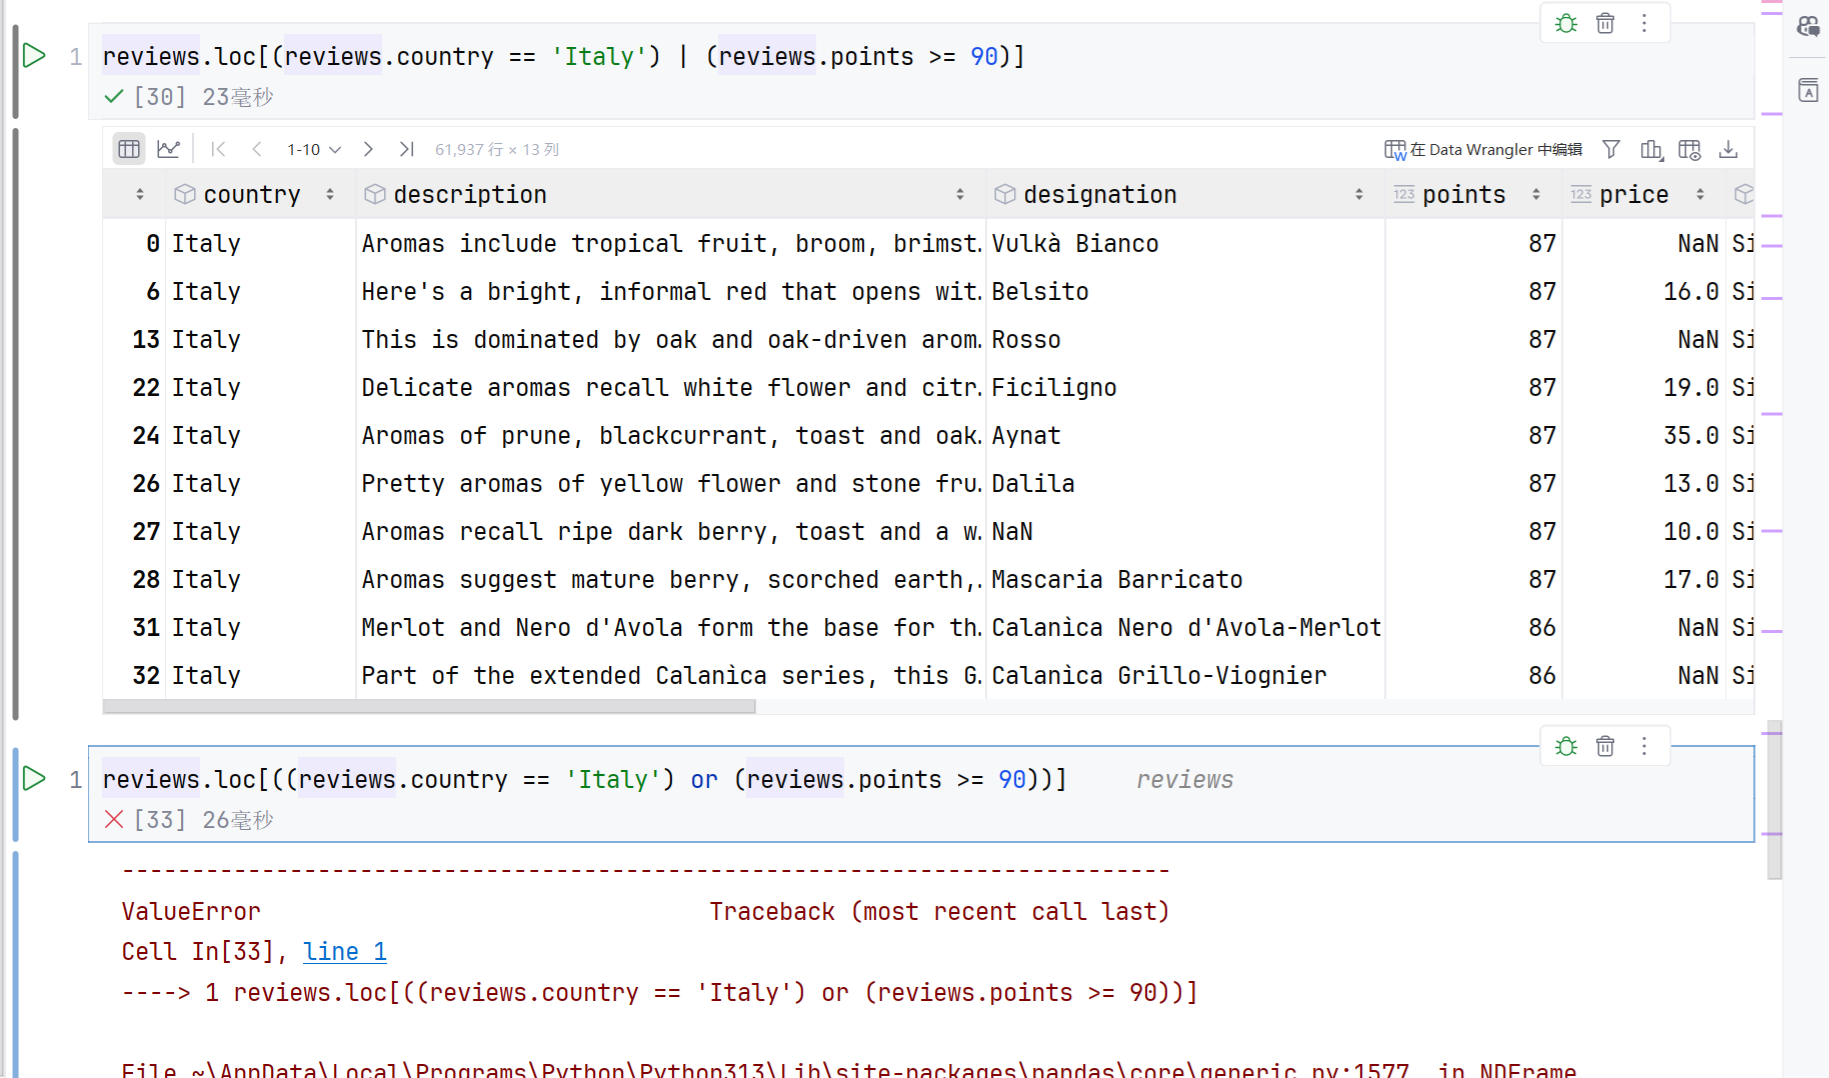 1 reviews.loc[(reviews.country == 'Italy') | (reviews.points >= 90)]
[30] 23毫秒
1-10 61,937 行 × 13 列 在 Data Wrangler 中编辑
country description designation 123 points 123 price
0 Italy Aromas include tropical fruit, broom, brimst. Vulkà Bianco 87 NaN Si
6 Italy Here's a bright, informal red that opens wit. Belsito 87 16.0 Si
13 Italy This is dominated by oak and oak-driven arom. Rosso 87 NaN Si
22 Italy Delicate aromas recall white flower and citr. Ficiligno 87 19.0 Si
24 Italy Aromas of prune, blackcurrant, toast and oak. Aynat 87 35.0 Si
26 Italy Pretty aromas of yellow flower and stone fru. Dalila 87 13.0 Si
27 Italy Aromas recall ripe dark berry, toast and a w. NaN 87 10.0 Si
28 Italy Aromas suggest mature berry, scorched earth,. Mascaria Barricato 87 17.0 Si
31 Italy Merlot and Nero d'Avola form the base for th. Calanìca Nero d'Avola-Merlot 86 NaN Si
32 Italy Part of the extended Calanìca series, this G. Calanìca Grillo-Viognier 86 NaN Si
1 reviews.loc[((reviews.country == 'Italy') or (reviews.points >= 90))] reviews
[33] 26毫秒
---------------------------------------------------------------------------
ValueError Traceback (most recent call last)
Cell In[33], line 1
----> 1 reviews.loc[((reviews.country == 'Italy') or (reviews.points >= 90))]
File ~\AppData\Local\Programs\Python\Python313\Lib\site-packages\pandas\core\generic.py:1577, in NDFrame